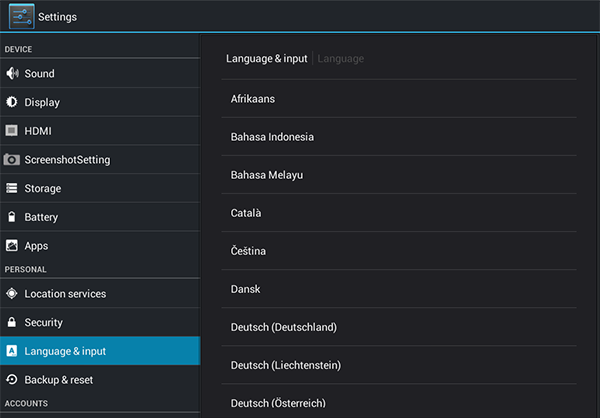 Settings
DEVICE
Sound
Display
HDMI
ScreenshotSetting
Storage
Battery
Apps
PERSONAL
Location services
Security
A Language & input
Backup & reset
ACCOUNTS
Language & input | Language
Afrikaans
Bahasa Indonesia
Bahasa Melayu
Català
Čeština
Dansk
Deutsch (Deutschland)
Deutsch (Liechtenstein)
Deutsch (Österreich)